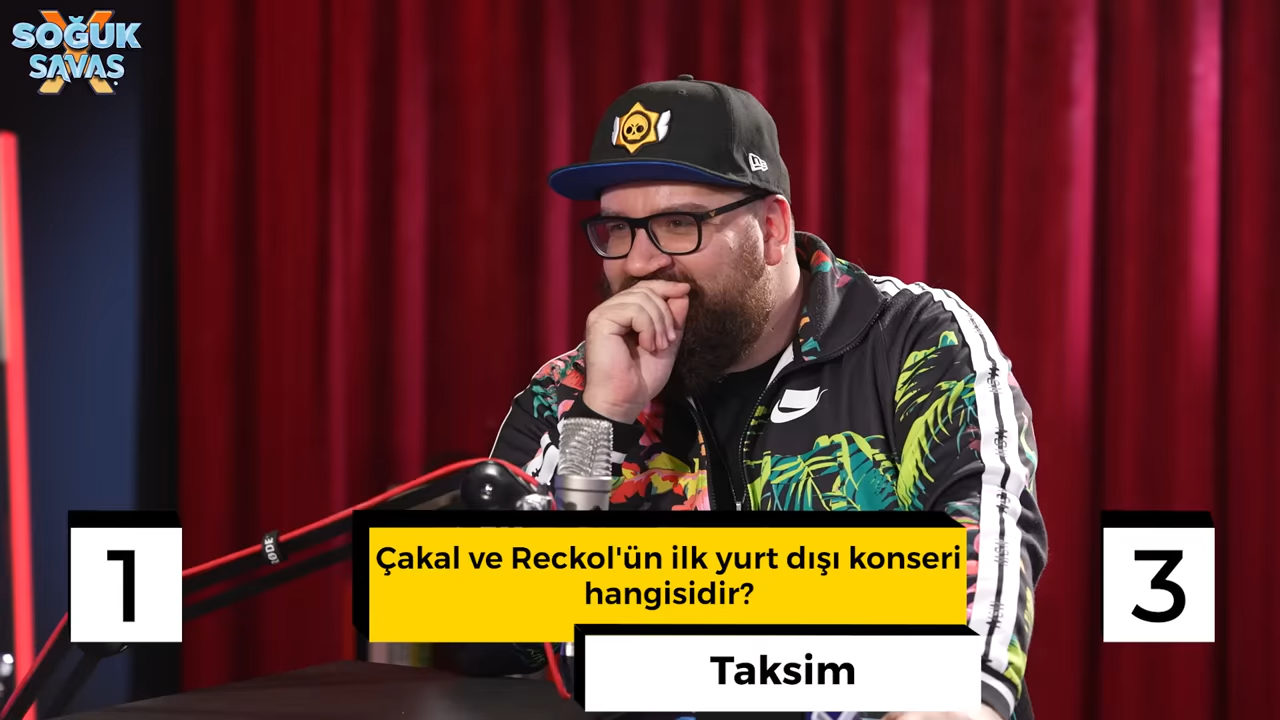 SOĞUK
SAVAŞ
X
1
Çakal ve Reckol'ün ilk yurt dışı konseri
hangisidir?
3
Taksim